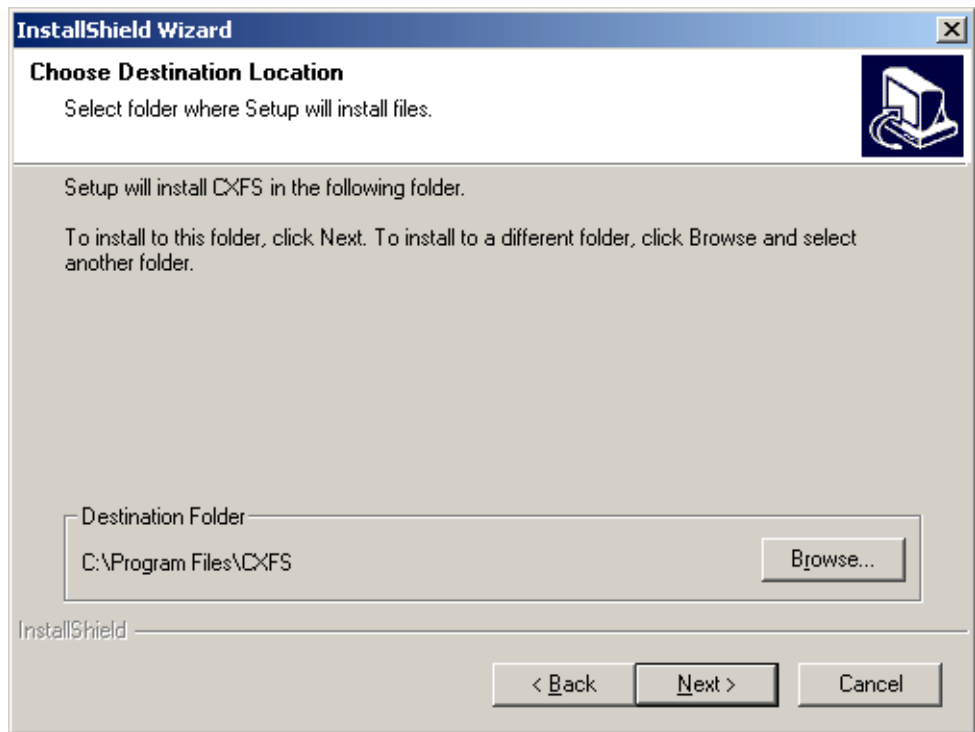 InstallShield Wizard
Choose Destination Location
Select folder where Setup will install files.
Setup will install CXFS in the following folder.
To install to this folder, click Next. To install to a different folder, click Browse and select
another folder.
Destination Folder
C:\Program Files\CXFS
Browse...
InstallShield
< Back
Next >
Cancel